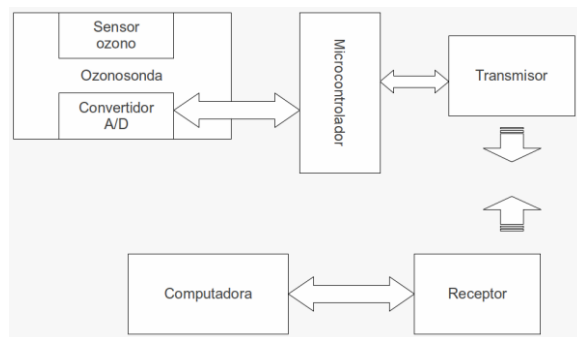 Sensor
ozono
Ozonosonda
Convertidor
A/D
Microcontrolador
Transmisor
Computadora
Receptor